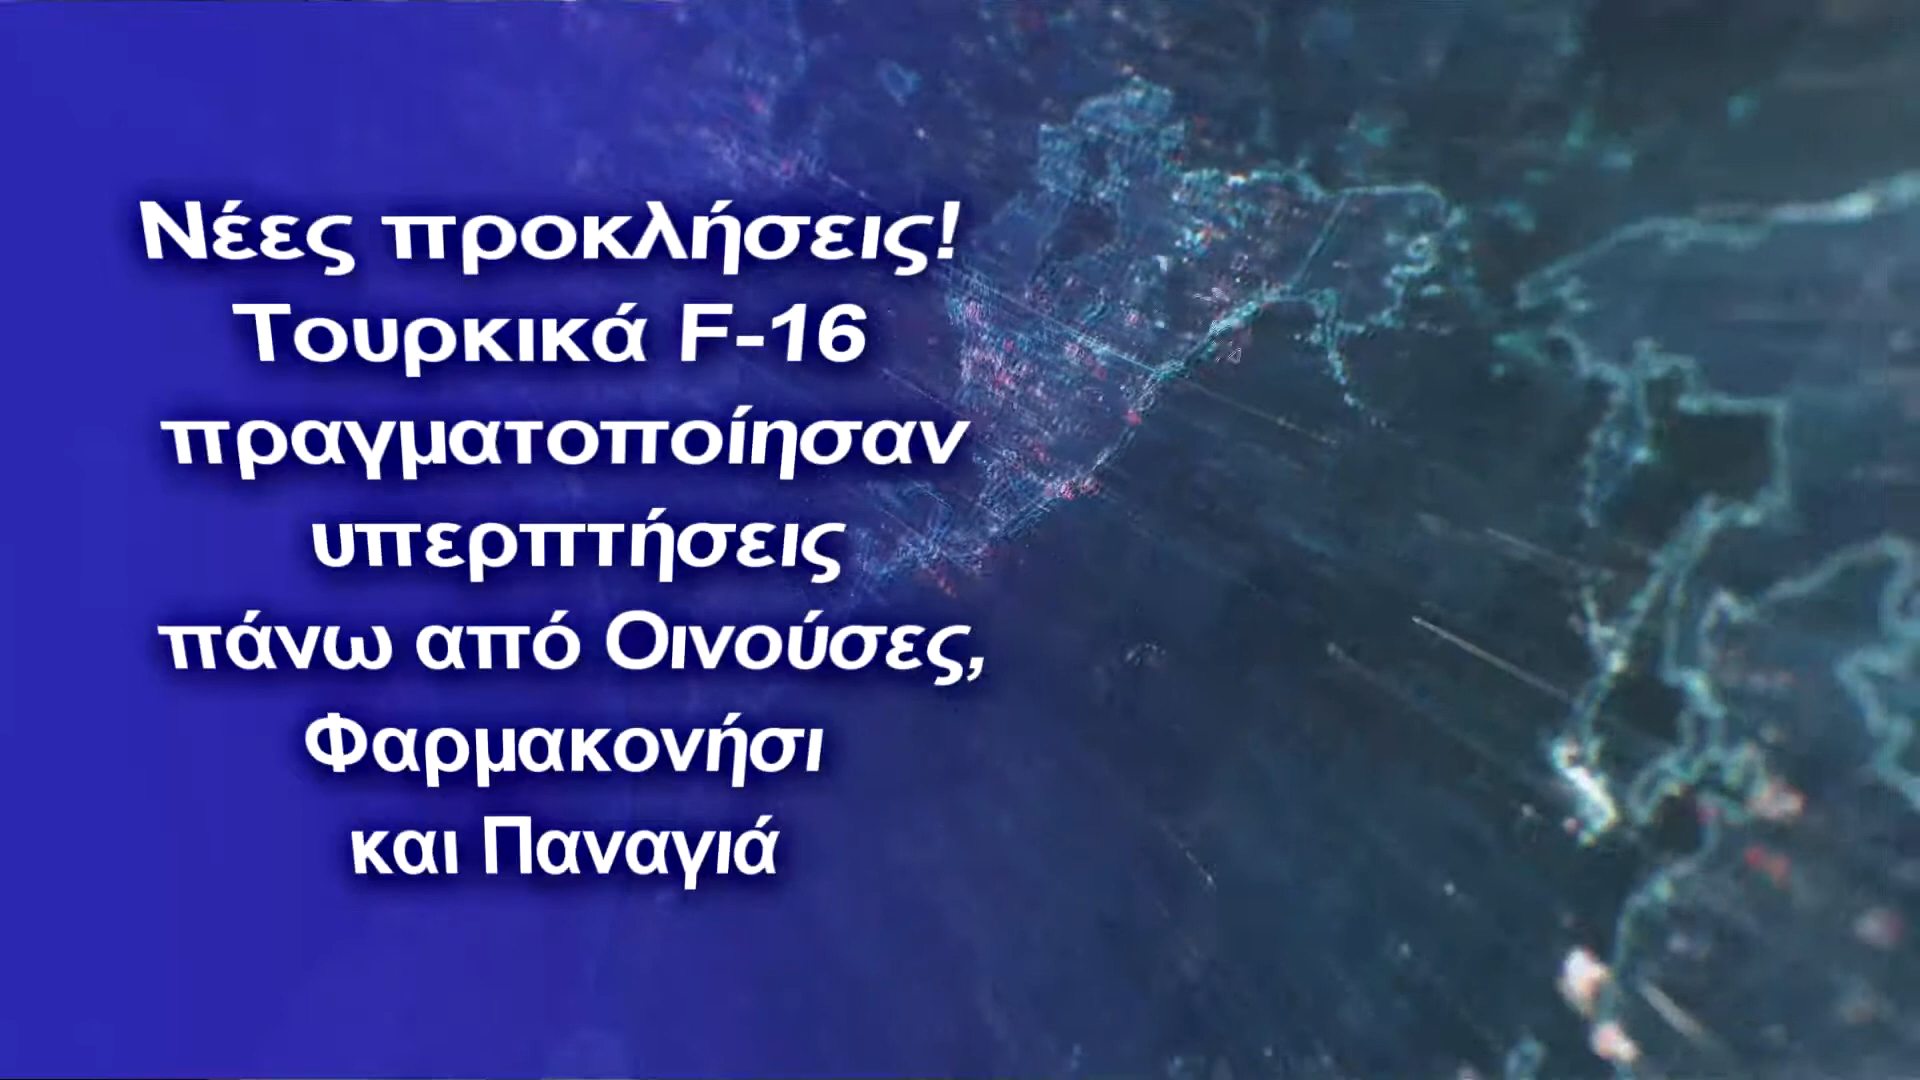 Νέες προκλήσεις!
Τουρκικά F-16
πραγματοποίησαν
υπερπτήσεις
πάνω από Οινούσες,
Φαρμακονήσι
και Παναγιά